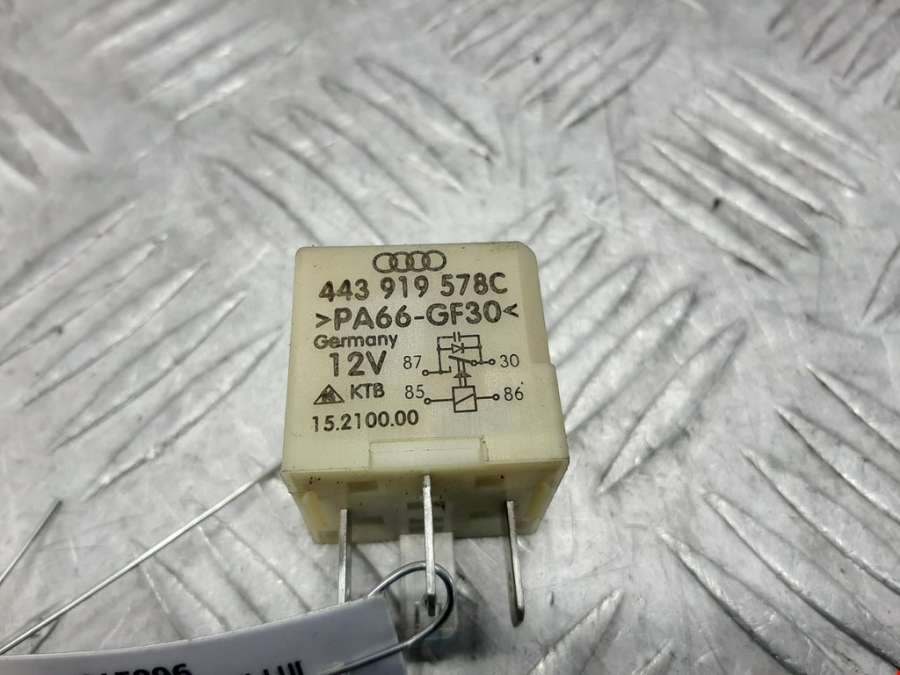 443 919 578C
>PA66-GF30<
Germany
12V
KTB
15.2100.00
87 30
85 86